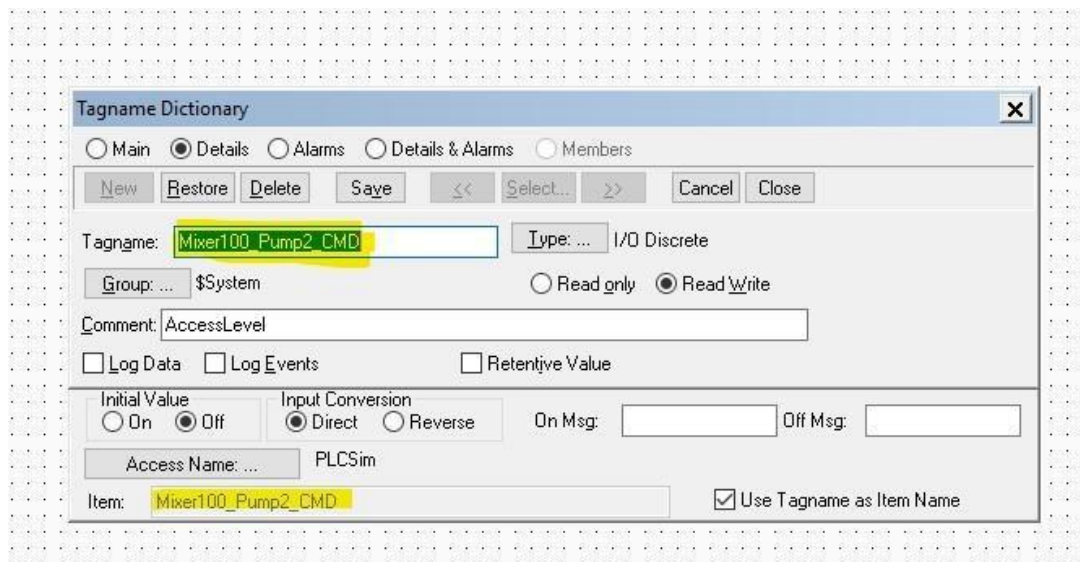 Tagname Dictionary
Main Details Alarms Details & Alarms Members
New Restore Delete Save << Select... >> Cancel Close
Tagname: Mixer100_Pump2_CMD Type: ... I/O Discrete
Group: ... $System Read only Read Write
Comment: AccessLevel
Log Data Log Events Retentive Value
Initial Value Input Conversion
On Off Direct Reverse On Msg: Off Msg:
Access Name: ... PLCSim
Item: Mixer100_Pump2_CMD Use Tagname as Item Name